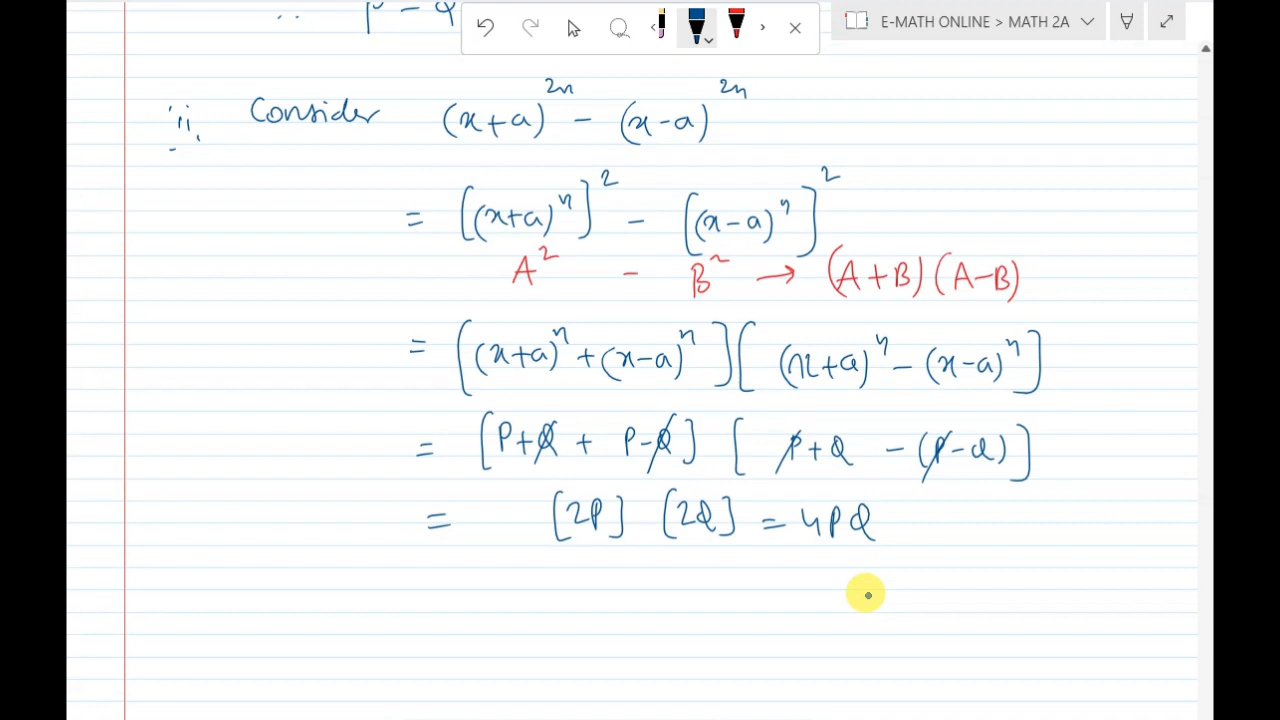 E-MATH ONLINE > MATH 2A
ii. Consider (x+a)^2n - (x-a)^2n
= [(x+a)^n]^2 - [(x-a)^n]^2
A^2 - B^2 → (A+B)(A-B)
= [(x+a)^n + (x-a)^n][(x+a)^n - (x-a)^n]
= [P+Q + P-Q] [P+Q - (P-Q)]
= [2P] [2Q] = 4PQ